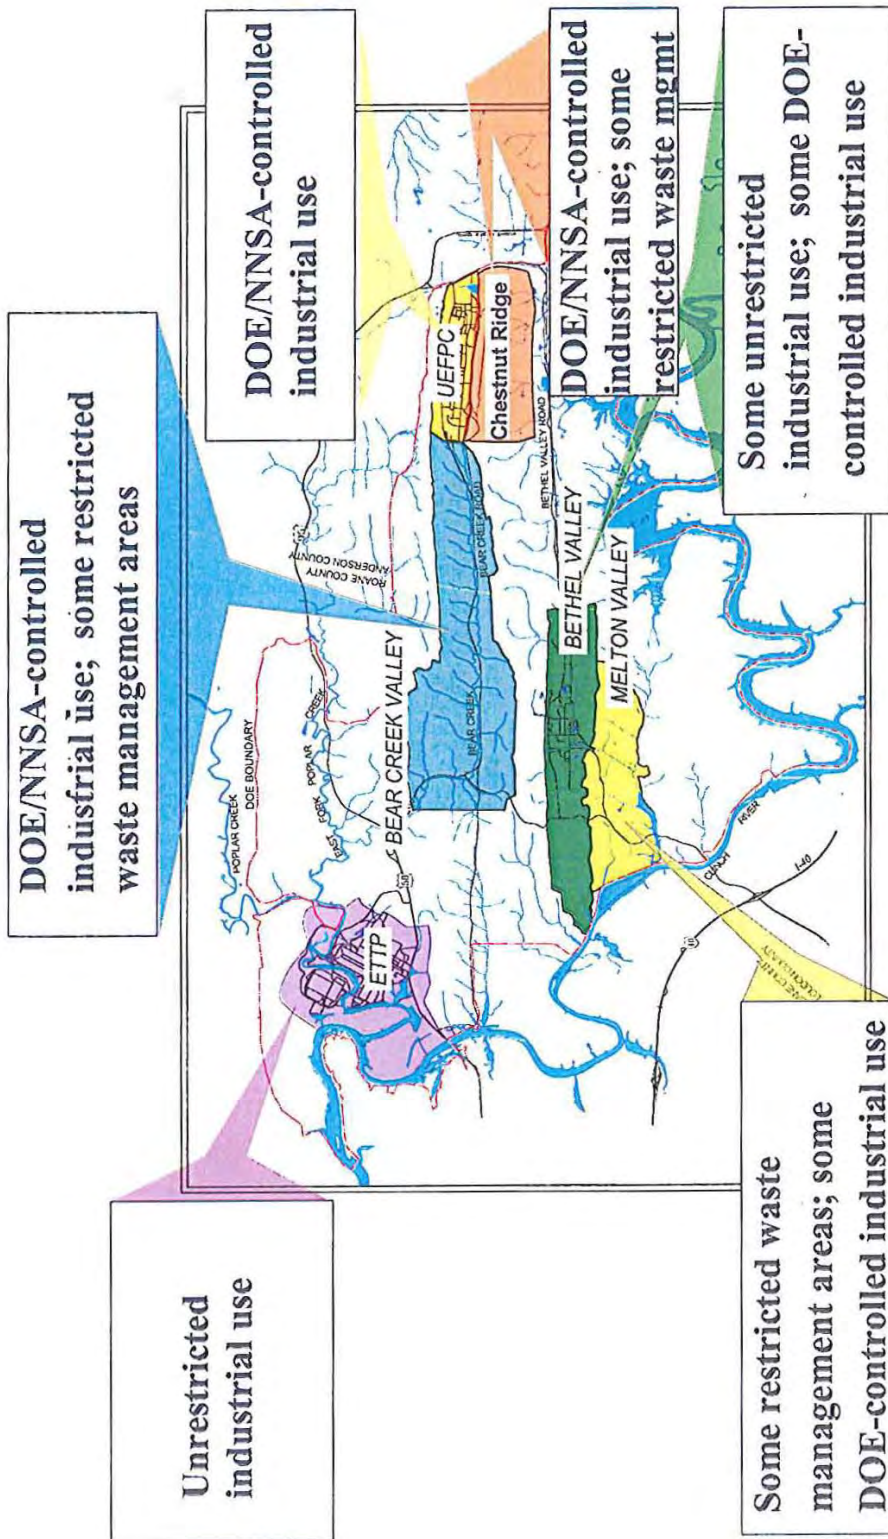 Unrestricted
industrial use
DOE/NNSA-controlled
industrial use; some restricted
waste management areas
DOE/NNSA-controlled
industrial use
POPLAR CREEK
DOE BOUNDARY
EAST FORK POPLAR CREEK
ROANE COUNTY
ANDERSON COUNTY
ETTP
BEAR CREEK VALLEY
BEAR CREEK
BEAR CREEK ROAD
UEFPC
Chestnut Ridge
BETHEL VALLEY ROAD
BETHEL VALLEY
MELTON VALLEY
CLINCH
RIVER
I-40
DOE/NNSA-controlled
industrial use; some
restricted waste mgmt
Some restricted waste
management areas; some
DOE-controlled industrial use
Some unrestricted
industrial use; some DOE-
controlled industrial use